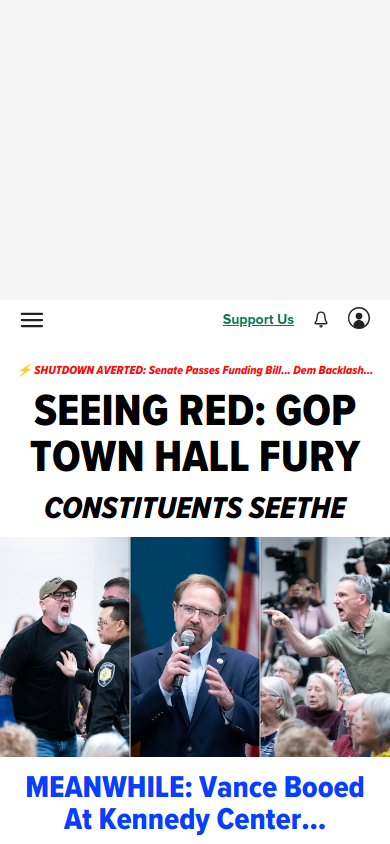 Support Us
⚡ SHUTDOWN AVERTED: Senate Passes Funding Bill... Dem Backlash...
SEEING RED: GOP
TOWN HALL FURY
CONSTITUENTS SEETHE
MEANWHILE: Vance Booed
At Kennedy Center...